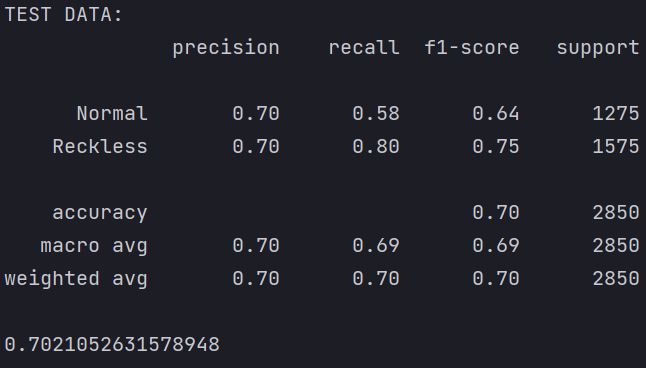 TEST DATA:
precision recall f1-score support
Normal 0.70 0.58 0.64 1275
Reckless 0.70 0.80 0.75 1575
accuracy 0.70 2850
macro avg 0.70 0.69 0.69 2850
weighted avg 0.70 0.70 0.70 2850
0.7021052631578948